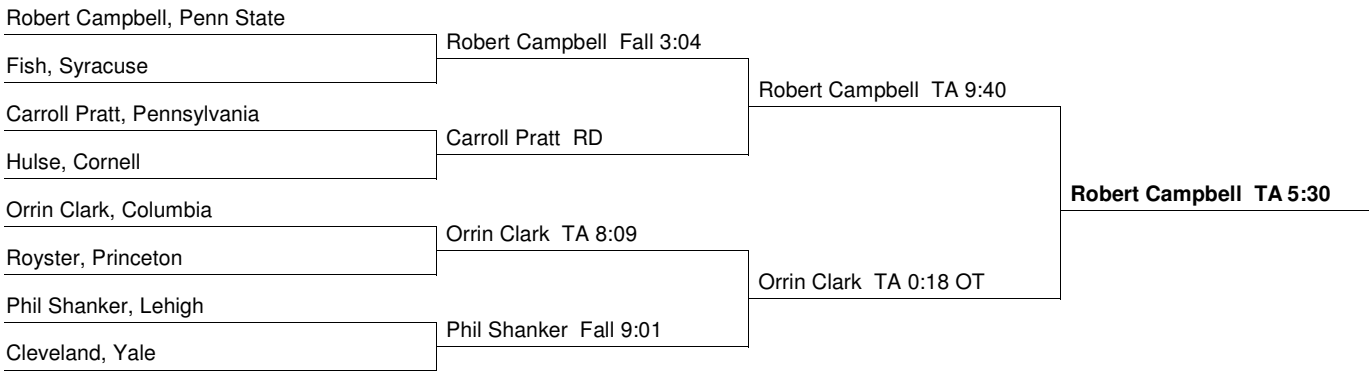 Robert Campbell, Penn State
Robert Campbell  Fall 3:04
Fish, Syracuse
Robert Campbell  TA 9:40
Carroll Pratt, Pennsylvania
Carroll Pratt  RD
Hulse, Cornell
Robert Campbell  TA 5:30
Orrin Clark, Columbia
Orrin Clark  TA 8:09
Royster, Princeton
Orrin Clark  TA 0:18 OT
Phil Shanker, Lehigh
Phil Shanker  Fall 9:01
Cleveland, Yale